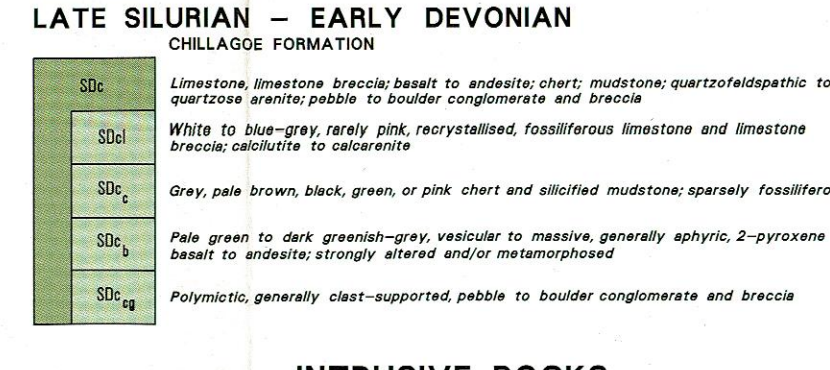 LATE SILURIAN – EARLY DEVONIAN
CHILLAGOE FORMATION
SDc
Limestone, limestone breccia; basalt to andesite; chert; mudstone; quartzofeldspathic to
quartzose arenite; pebble to boulder conglomerate and breccia
SDcl
White to blue–grey, rarely pink, recrystallised, fossiliferous limestone and limestone
breccia; calcilutite to calcarenite
SDc c
Grey, pale brown, black, green, or pink chert and silicified mudstone; sparsely fossilifero
SDc b
Pale green to dark greenish–grey, vesicular to massive, generally aphyric, 2–pyroxene
basalt to andesite; strongly altered and/or metamorphosed
SDc cg
Polymictic, generally clast–supported, pebble to boulder conglomerate and breccia
INTRUSIVE ROCKS